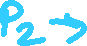 P₂ →